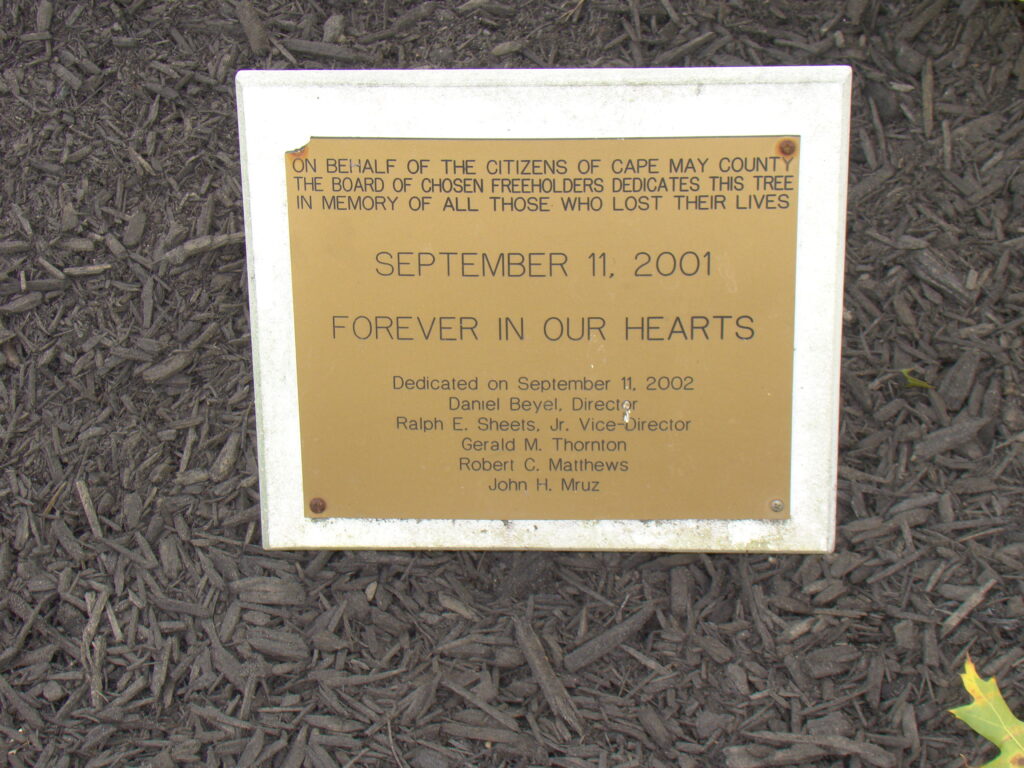 ON BEHALF OF THE CITIZENS OF CAPE MAY COUNTY
THE BOARD OF CHOSEN FREEHOLDERS DEDICATES THIS TREE
IN MEMORY OF ALL THOSE WHO LOST THEIR LIVES
SEPTEMBER 11, 2001
FOREVER IN OUR HEARTS
Dedicated on September 11, 2002
Daniel Beyel, Director
Ralph E. Sheets, Jr. Vice-Director
Gerald M. Thornton
Robert C. Matthews
John H. Mruz